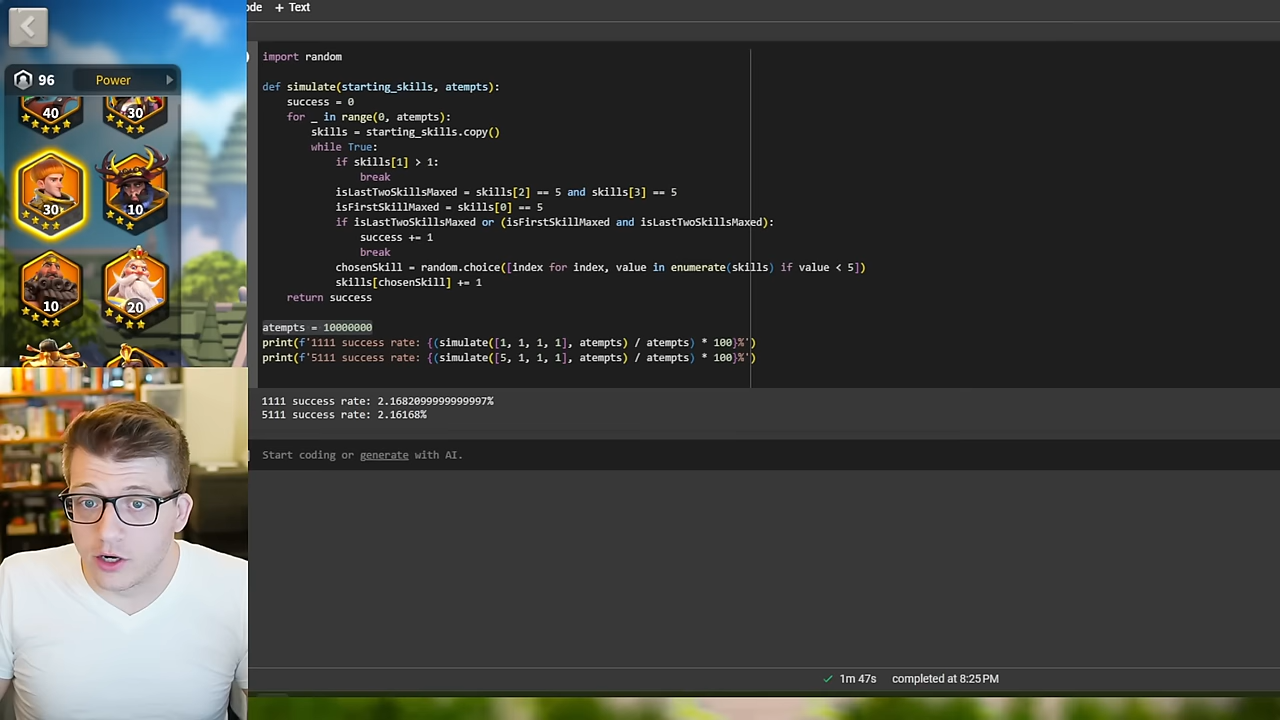 ode + Text
96 Power
40 30
30 10
10 20
import random
def simulate(starting_skills, atempts):
success = 0
for _ in range(0, atempts):
skills = starting_skills.copy()
while True:
if skills[1] > 1:
break
isLastTwoSkillsMaxed = skills[2] == 5 and skills[3] == 5
isFirstSkillMaxed = skills[0] == 5
if isLastTwoSkillsMaxed or (isFirstSkillMaxed and isLastTwoSkillsMaxed):
success += 1
break
chosenSkill = random.choice([index for index, value in enumerate(skills) if value < 5])
skills[chosenSkill] += 1
return success
atempts = 10000000
print(f'1111 success rate: {(simulate([1, 1, 1, 1], atempts) / atempts) * 100}%')
print(f'5111 success rate: {(simulate([5, 1, 1, 1], atempts) / atempts) * 100}%')
1111 success rate: 2.1682099999999997%
5111 success rate: 2.16168%
Start coding or generate with AI.
1m 47s completed at 8:25 PM